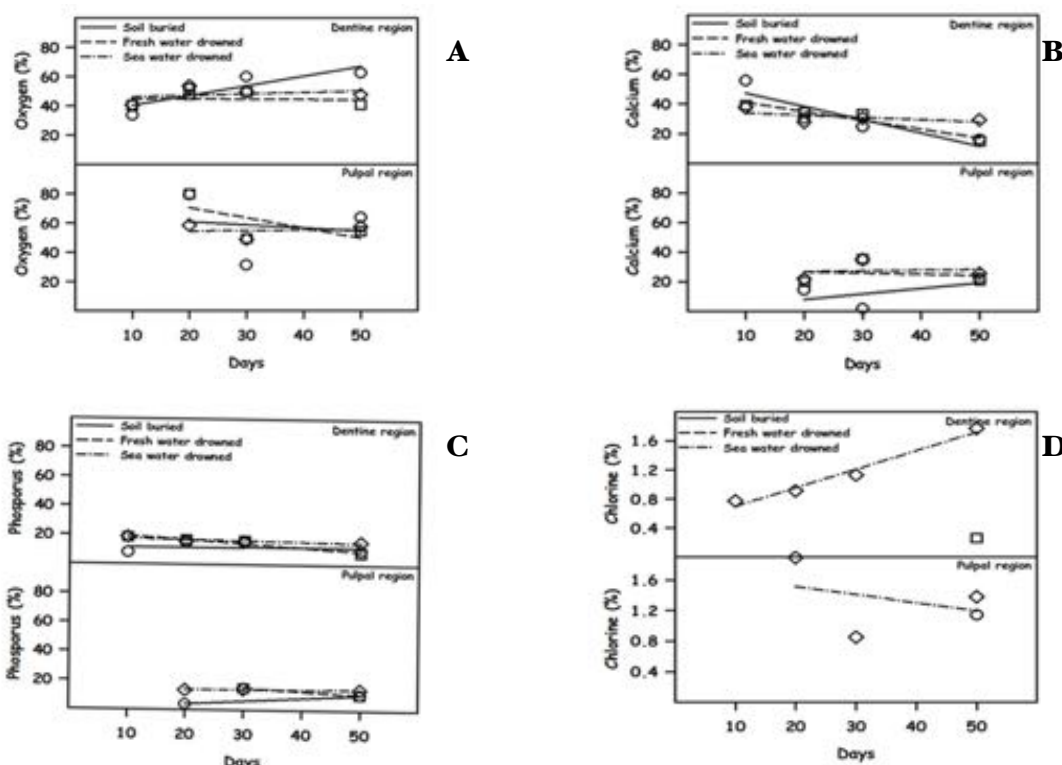 Soil buried
Dentine region
Fresh water drowned
Sea water drowned
80
60
40
20
Oxygen (%)
A
Pulpal region
80
60
40
20
Oxygen (%)
10 20 30 40 50
Days
Soil buried
Dentine region
Fresh water drowned
Sea water drowned
80
60
40
20
Calcium (%)
B
Pulpal region
80
60
40
20
Calcium (%)
10 20 30 40 50
Days
Soil buried
Dentine region
Fresh water drowned
Sea water drowned
80
60
40
20
Phosporus (%)
C
Pulpal region
80
60
40
20
Phosporus (%)
10 20 30 40 50
Days
Soil buried
Dentine region
Fresh water drowned
Sea water drowned
1.6
1.2
0.8
0.4
Chlorine (%)
D
Pulpal region
1.6
1.2
0.8
0.4
Chlorine (%)
10 20 30 40 50
Days